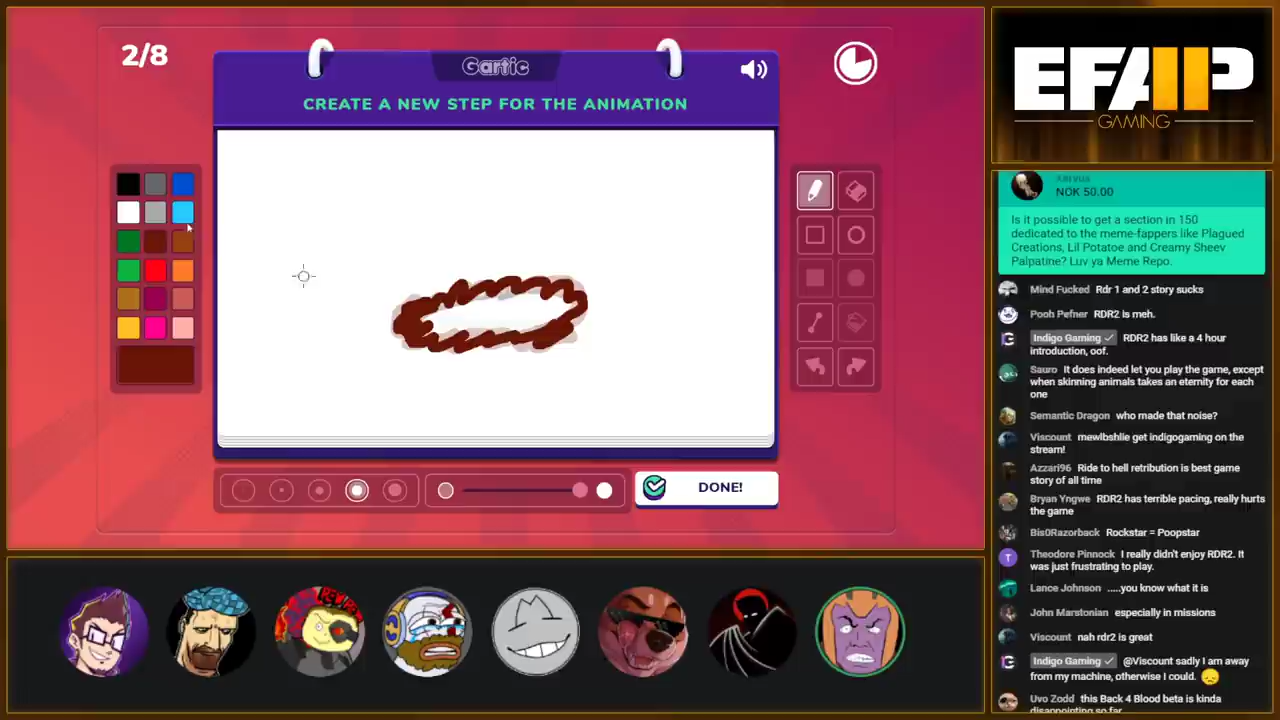 2/8
Gartic
CREATE A NEW STEP FOR THE ANIMATION
DONE!
EFAP
GAMING
NOK 50.00
Is it possible to get a section in 150
dedicated to the meme-fappers like Plagued
Creations, Lil Potatoe and Creamy Sheev
Palpatine? Luv ya Meme Repo.
Mind Fucked Rdr 1 and 2 story sucks
Pooh Pefner RDR2 is meh.
Indigo Gaming RDR2 has like a 4 hour
introduction, oof.
Sauro It does indeed let you play the game, except
when skinning animals takes an eternity for each
one
Semantic Dragon who made that noise?
Viscount mewlbshlie get indigogaming on the
stream!
Azzari96 Ride to hell retribution is best game
story of all time
Bryan Yngwe RDR2 has terrible pacing, really hurts
the game
Bis0Razorback Rockstar = Poopstar
Theodore Pinnock I really didn't enjoy RDR2. It
was just frustrating to play.
Lance Johnson .....you know what it is
John Marstonian especially in missions
Viscount nah rdr2 is great
Indigo Gaming @Viscount sadly I am away
from my machine, otherwise I could.
Uvo Zodd this Back 4 Blood beta is kinda
disappointing so far